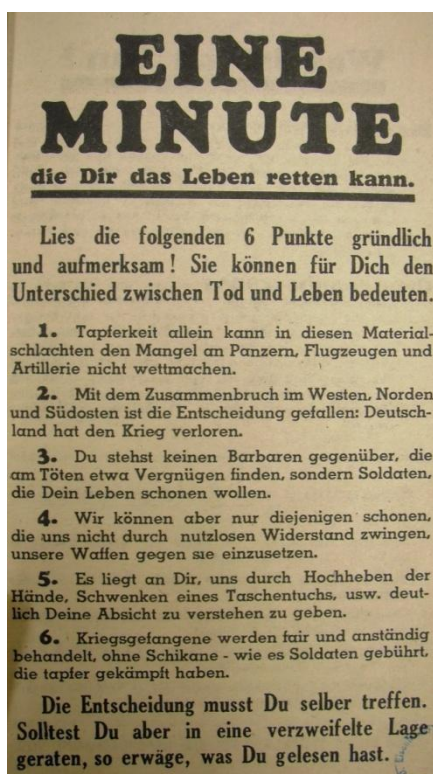 EINE
MINUTE
die Dir das Leben retten kann.
Lies die folgenden 6 Punkte gründlich
und aufmerksam! Sie können für Dich den
Unterschied zwischen Tod und Leben bedeuten.
1. Tapferkeit allein kann in diesen Material-
schlachten den Mangel an Panzern, Flugzeugen und
Artillerie nicht wettmachen.
2. Mit dem Zusammenbruch im Westen, Norden
und Südosten ist die Entscheidung gefallen: Deutsch-
land hat den Krieg verloren.
3. Du stehst keinen Barbaren gegenüber, die
am Töten etwa Vergnügen finden, sondern Soldaten,
die Dein Leben schonen wollen.
4. Wir können aber nur diejenigen schonen,
die uns nicht durch nutzlosen Widerstand zwingen,
unsere Waffen gegen sie einzusetzen.
5. Es liegt an Dir, uns durch Hochheben der
Hände, Schwenken eines Taschentuchs, usw. deut-
lich Deine Absicht zu verstehen zu geben.
6. Kriegsgefangene werden fair und anständig
behandelt, ohne Schikane - wie es Soldaten gebührt,
die tapfer gekämpft haben.
Die Entscheidung musst Du selber treffen.
Solltest Du aber in eine verzweifelte Lage
geraten, so erwäge, was Du gelesen hast.